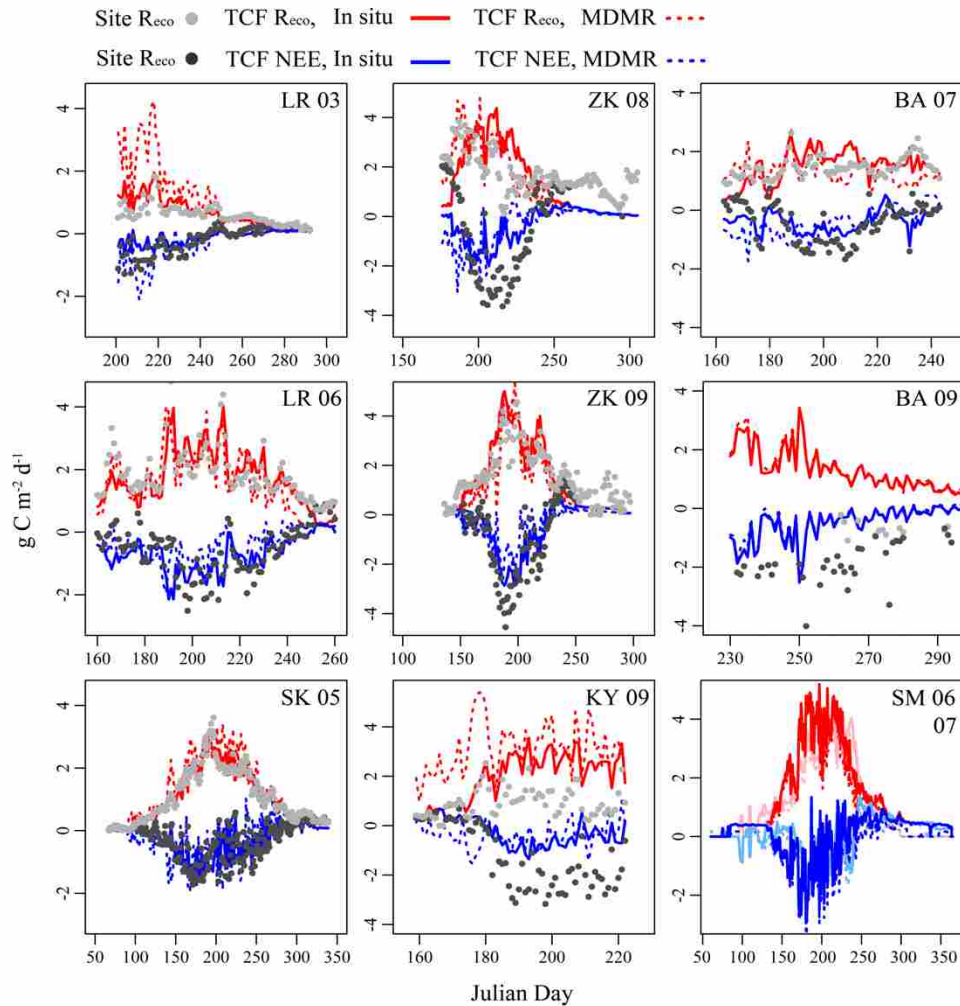 Site Reco TCF Reco, In situ TCF Reco, MDMR
Site Reco TCF NEE, In situ TCF NEE, MDMR
LR 03
4
2
0
-2
200 220 240 260 280 300
ZK 08
4
2
0
-2
-4
150 200 250 300
BA 07
4
2
0
-2
-4
160 180 200 220 240
g C m-2 d-1
LR 06
4
2
0
-2
160 180 200 220 240 260
ZK 09
4
2
0
-2
-4
100 150 200 250 300
BA 09
4
2
0
-2
-4
230 250 270 290
SK 05
4
2
0
-2
50 100 150 200 250 300 350
KY 09
4
2
0
-2
-4
160 180 200 220
SM 06
07
4
2
0
-2
50 100 150 200 250 300 350
Julian Day